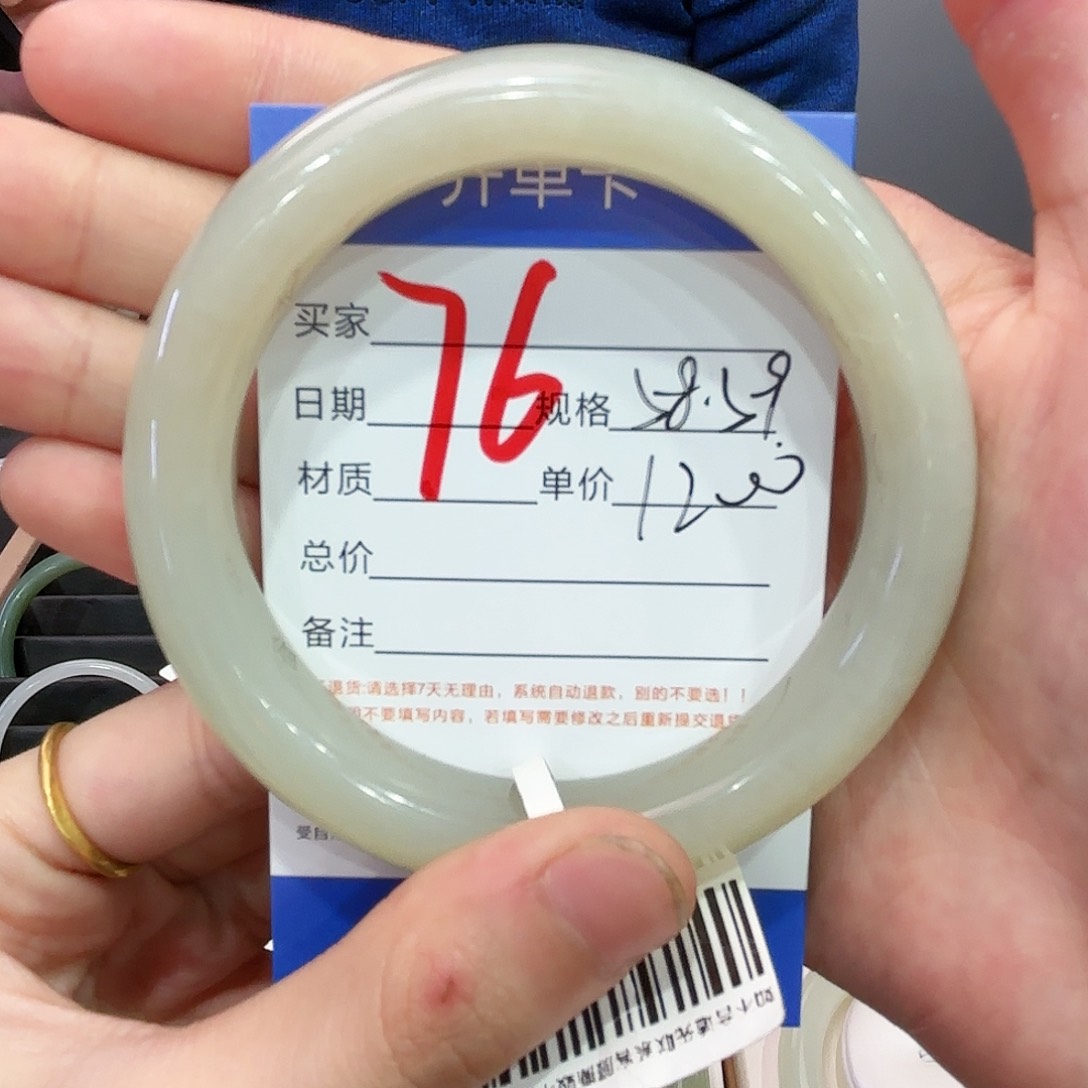 开单卡
76
买家
日期 规格 58.59
材质 单价 1200
总价
备注
退货:请选择7天无理由，系统自动退款，别的不要选！！
不要填写内容，若填写需要修改之后重新提交退